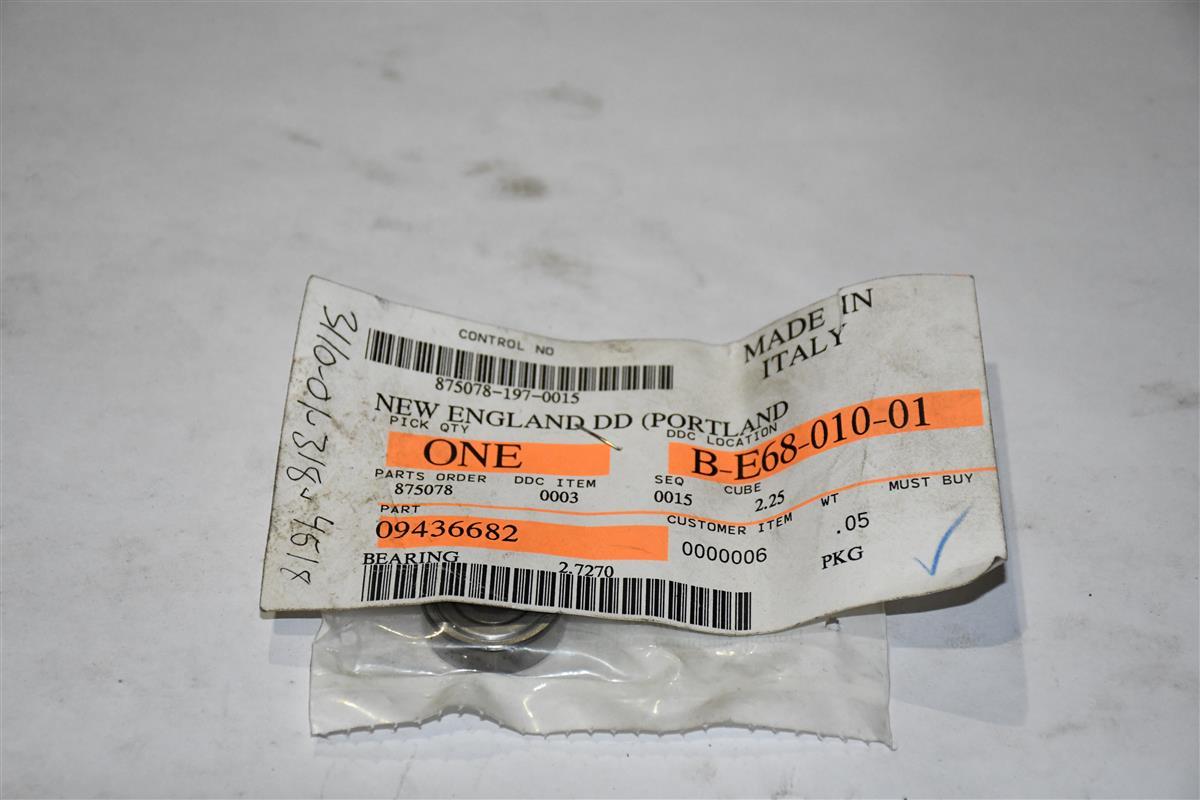 3110-01-318-4618
CONTROL NO
875078-197-0015
MADE IN
ITALY
NEW ENGLAND DD (PORTLAND
PICK QTY
DDC LOCATION
ONE
B-E68-010-01
PARTS ORDER DDC ITEM SEQ CUBE WT MUST BUY
875078 0003 0015 2.25 .05
PART CUSTOMER ITEM
09436682 0000006 PKG
BEARING 2.7270